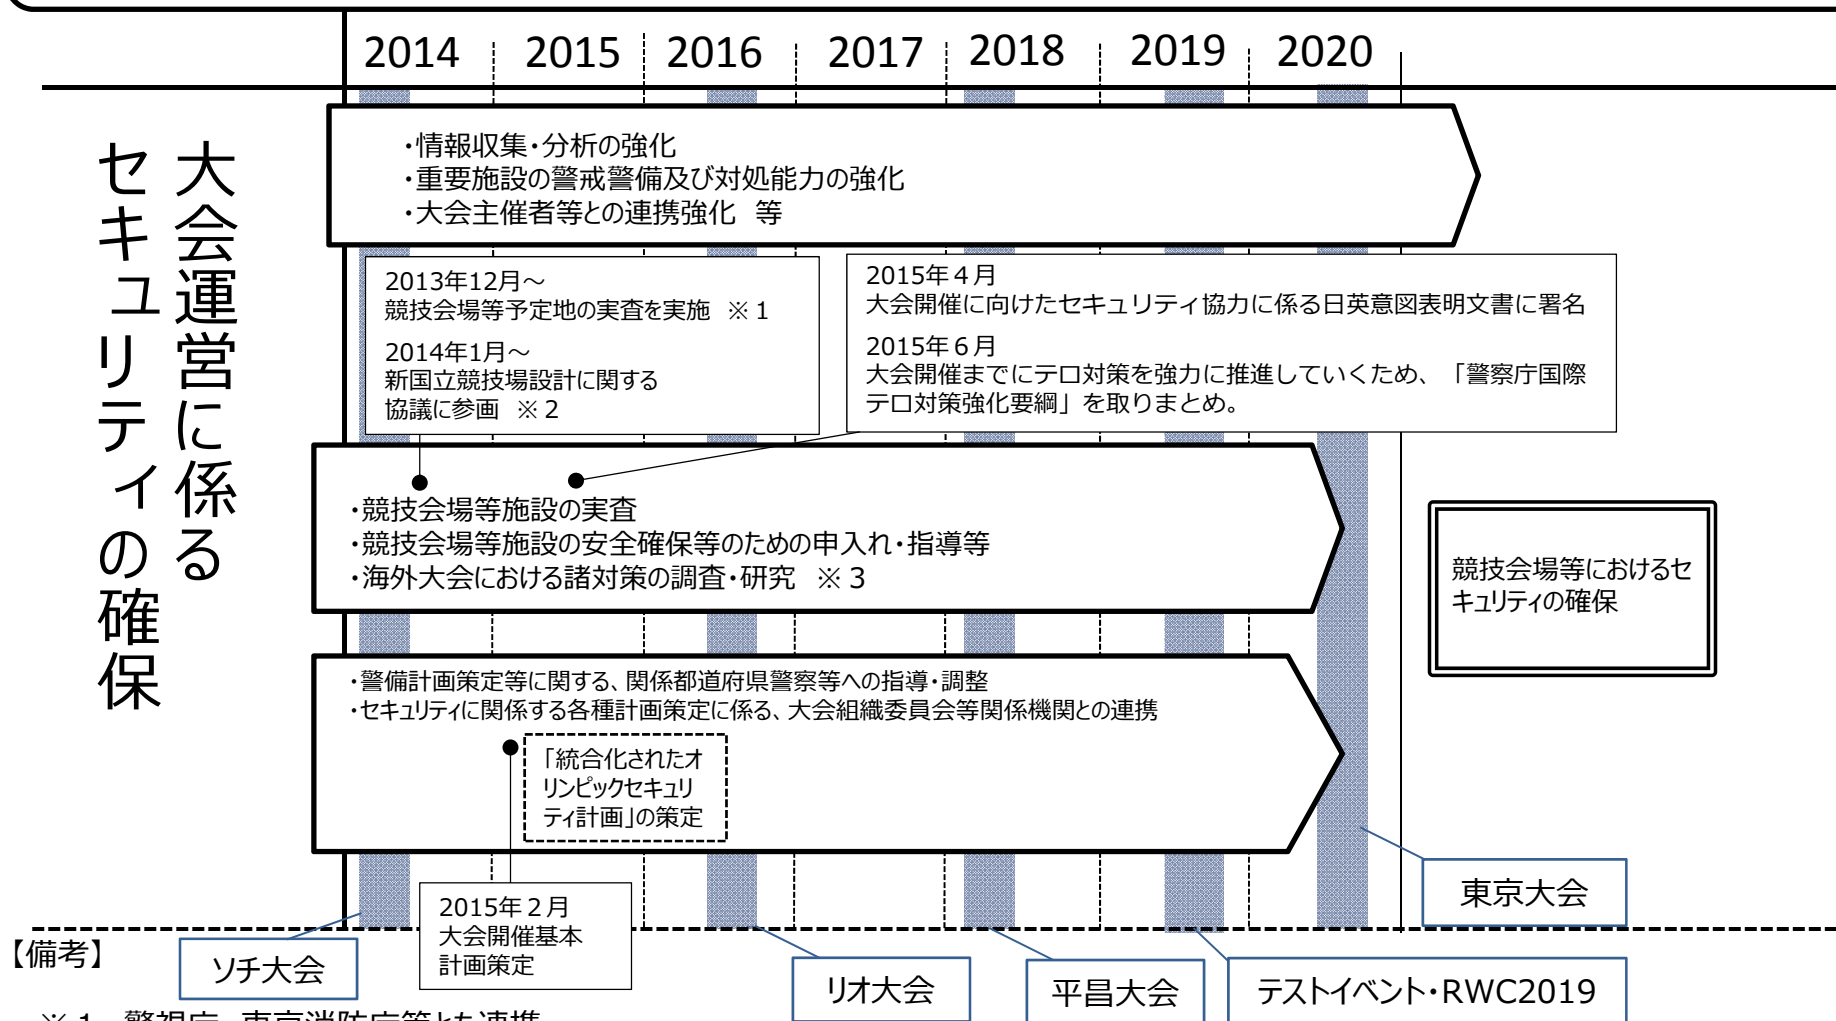 2014 2015 2016 2017 2018 2019 2020
大会運営に係る
セキュリティの確保
・情報収集・分析の強化
・重要施設の警戒警備及び対処能力の強化
・大会主催者等との連携強化　等
2013年12月～
競技会場等予定地の実査を実施　※１
2014年1月～
新国立競技場設計に関する
協議に参画　※２
2015年４月
大会開催に向けたセキュリティ協力に係る日英意図表明文書に署名
2015年６月
大会開催までにテロ対策を強力に推進していくため、「警察庁国際
テロ対策強化要綱」を取りまとめ。
・競技会場等施設の実査
・競技会場等施設の安全確保等のための申入れ・指導等
・海外大会における諸対策の調査・研究　※３
競技会場等におけるセ
キュリティの確保
・警備計画策定等に関する、関係都道府県警察等への指導・調整
・セキュリティに関係する各種計画策定に係る、大会組織委員会等関係機関との連携
「統合化されたオ
リンピックセキュリ
ティ計画」の策定
2015年２月
大会開催基本
計画策定
東京大会
【備考】
ソチ大会
リオ大会
平昌大会
テストイベント・RWC2019
※１　警視庁、東京消防庁等とも連携